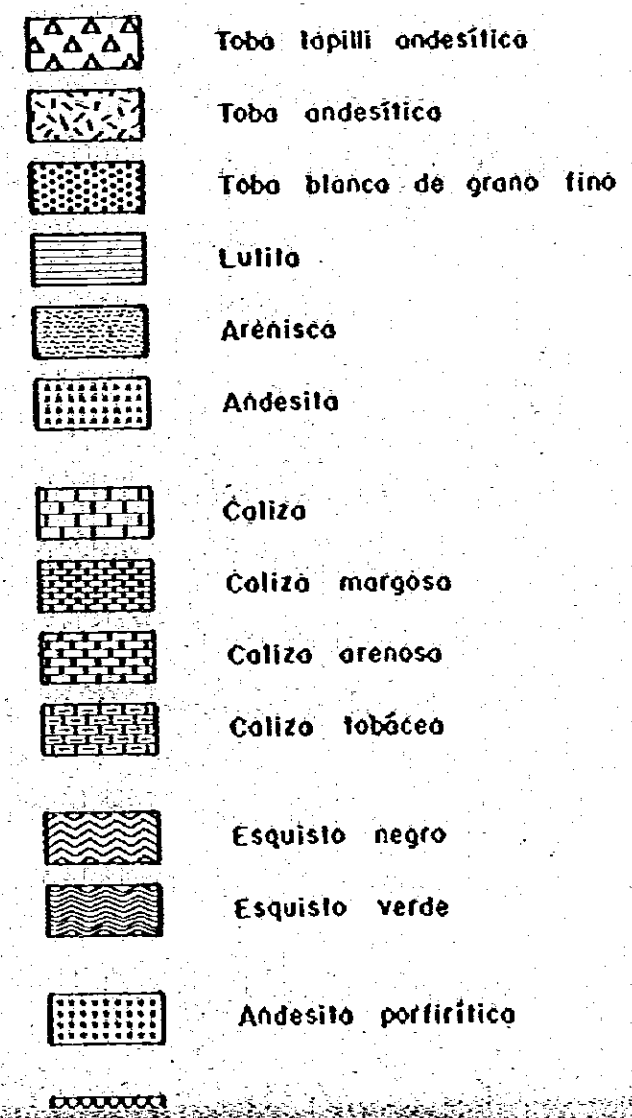 Toba lapilli andesítica
Toba andesítica
Toba blanca de grano fino
Lutita
Arenisca
Andesita
Caliza
Caliza margosa
Caliza arenosa
Caliza tobácea
Esquisto negro
Esquisto verde
Andesita porfirítica